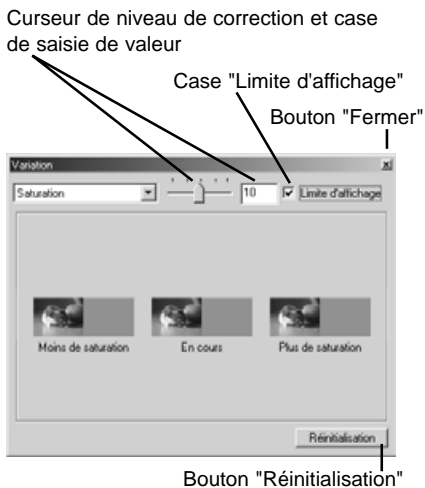 Curseur de niveau de correction et case
de saisie de valeur
Case "Limite d'affichage"
Bouton "Fermer"
Variation
Saturation
10
Limite d'affichage
Moins de saturation
En cours
Plus de saturation
Réinitialisation
Bouton "Réinitialisation"